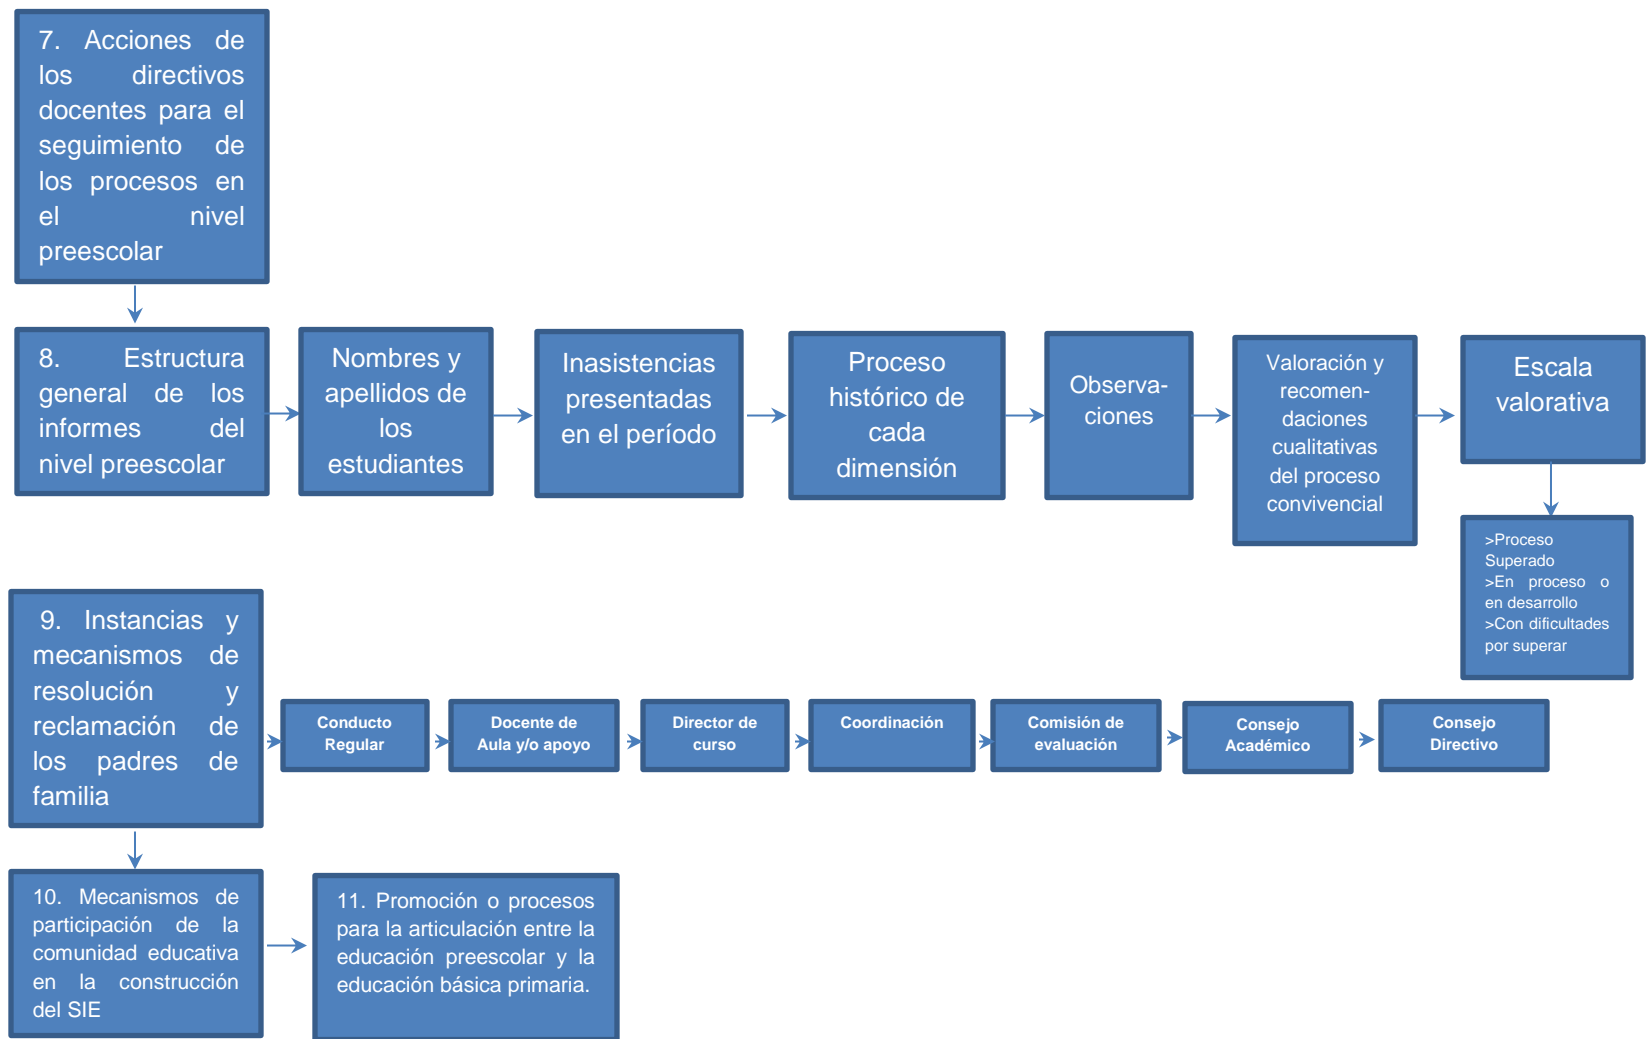 7. Acciones de
los directivos
docentes para el
seguimiento de
los procesos en
el nivel
preescolar
8. Estructura
general de los
informes del
nivel preescolar
Nombres y
apellidos de
los
estudiantes
Inasistencias
presentadas
en el período
Proceso
histórico de
cada
dimensión
Observa-
ciones
Valoración y
recomen-
daciones
cualitativas
del proceso
convivencial
Escala
valorativa
>Proceso
Superado
>En proceso o
en desarrollo
>Con dificultades
por superar
9. Instancias y
mecanismos de
resolución y
reclamación de
los padres de
familia
Conducto
Regular
Docente de
Aula y/o apoyo
Director de
curso
Coordinación
Comisión de
evaluación
Consejo
Académico
Consejo
Directivo
10. Mecanismos de
participación de la
comunidad educativa
en la construcción
del SIE
11. Promoción o procesos
para la articulación entre la
educación preescolar y la
educación básica primaria.